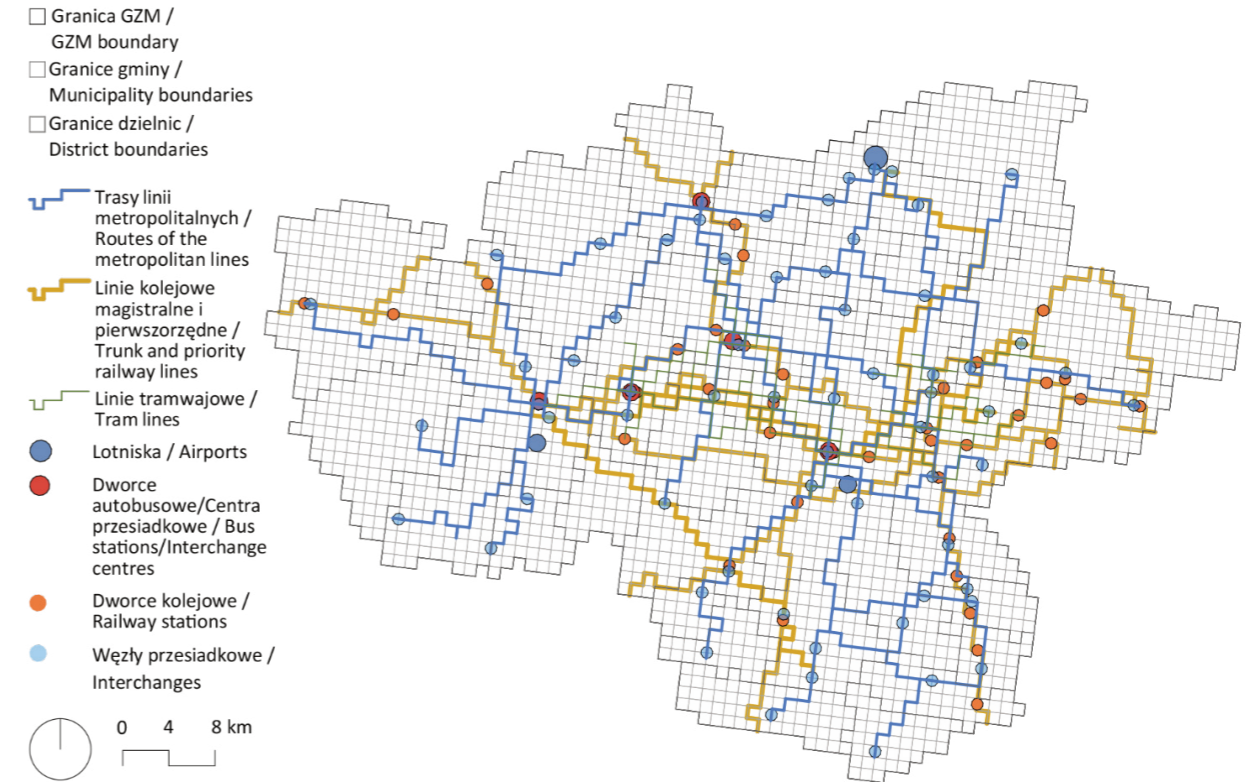 Granica GZM /
GZM boundary
Granice gminy /
Municipality boundaries
Granice dzielnic /
District boundaries
Trasy linii
metropolitalnych /
Routes of the
metropolitan lines
Linie kolejowe
magistralne i
pierwszorzędne /
Trunk and priority
railway lines
Linie tramwajowe /
Tram lines
Lotniska / Airports
Dworce
autobusowe/Centra
przesiadkowe / Bus
stations/Interchange
centres
Dworce kolejowe /
Railway stations
Węzły przesiadkowe /
Interchanges
0 4 8 km